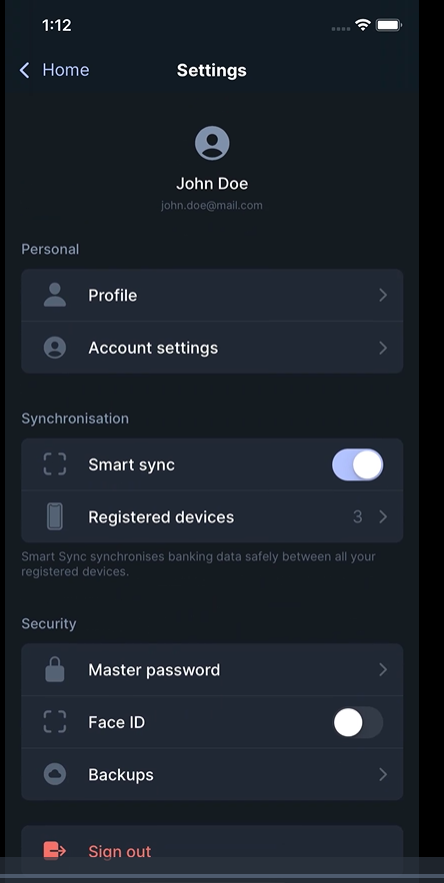 1:12
Home
Settings
John Doe
john.doe@mail.com
Personal
Profile
Account settings
Synchronisation
Smart sync
Registered devices 3
Smart Sync synchronises banking data safely between all your
registered devices.
Security
Master password
Face ID
Backups
Sign out